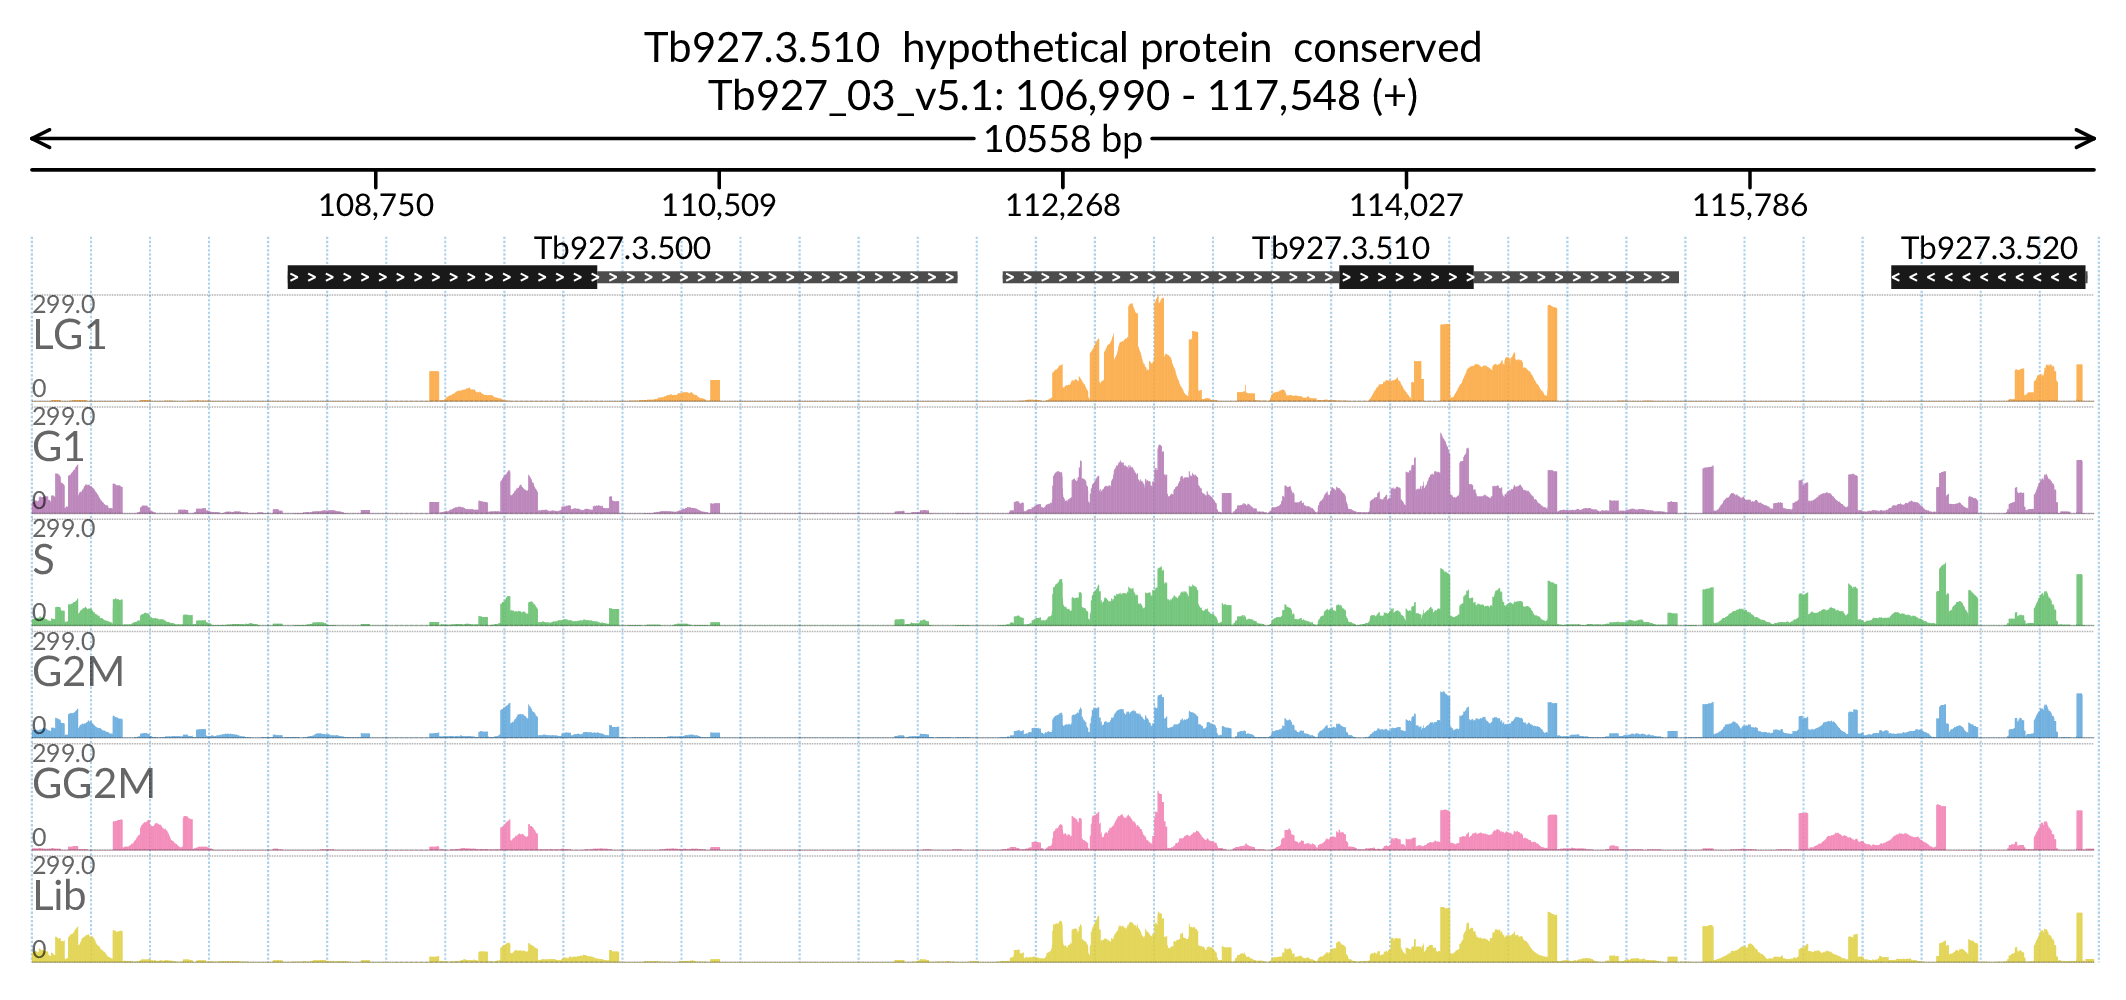 Tb927.3.510  hypothetical protein  conserved
Tb927_03_v5.1: 106,990 - 117,548 (+)
10558 bp
108,750 110,509 112,268 114,027 115,786
Tb927.3.500 Tb927.3.510 Tb927.3.520
299.0
LG1
0
299.0
G1
0
299.0
S
0
299.0
G2M
0
299.0
GG2M
0
299.0
Lib
0